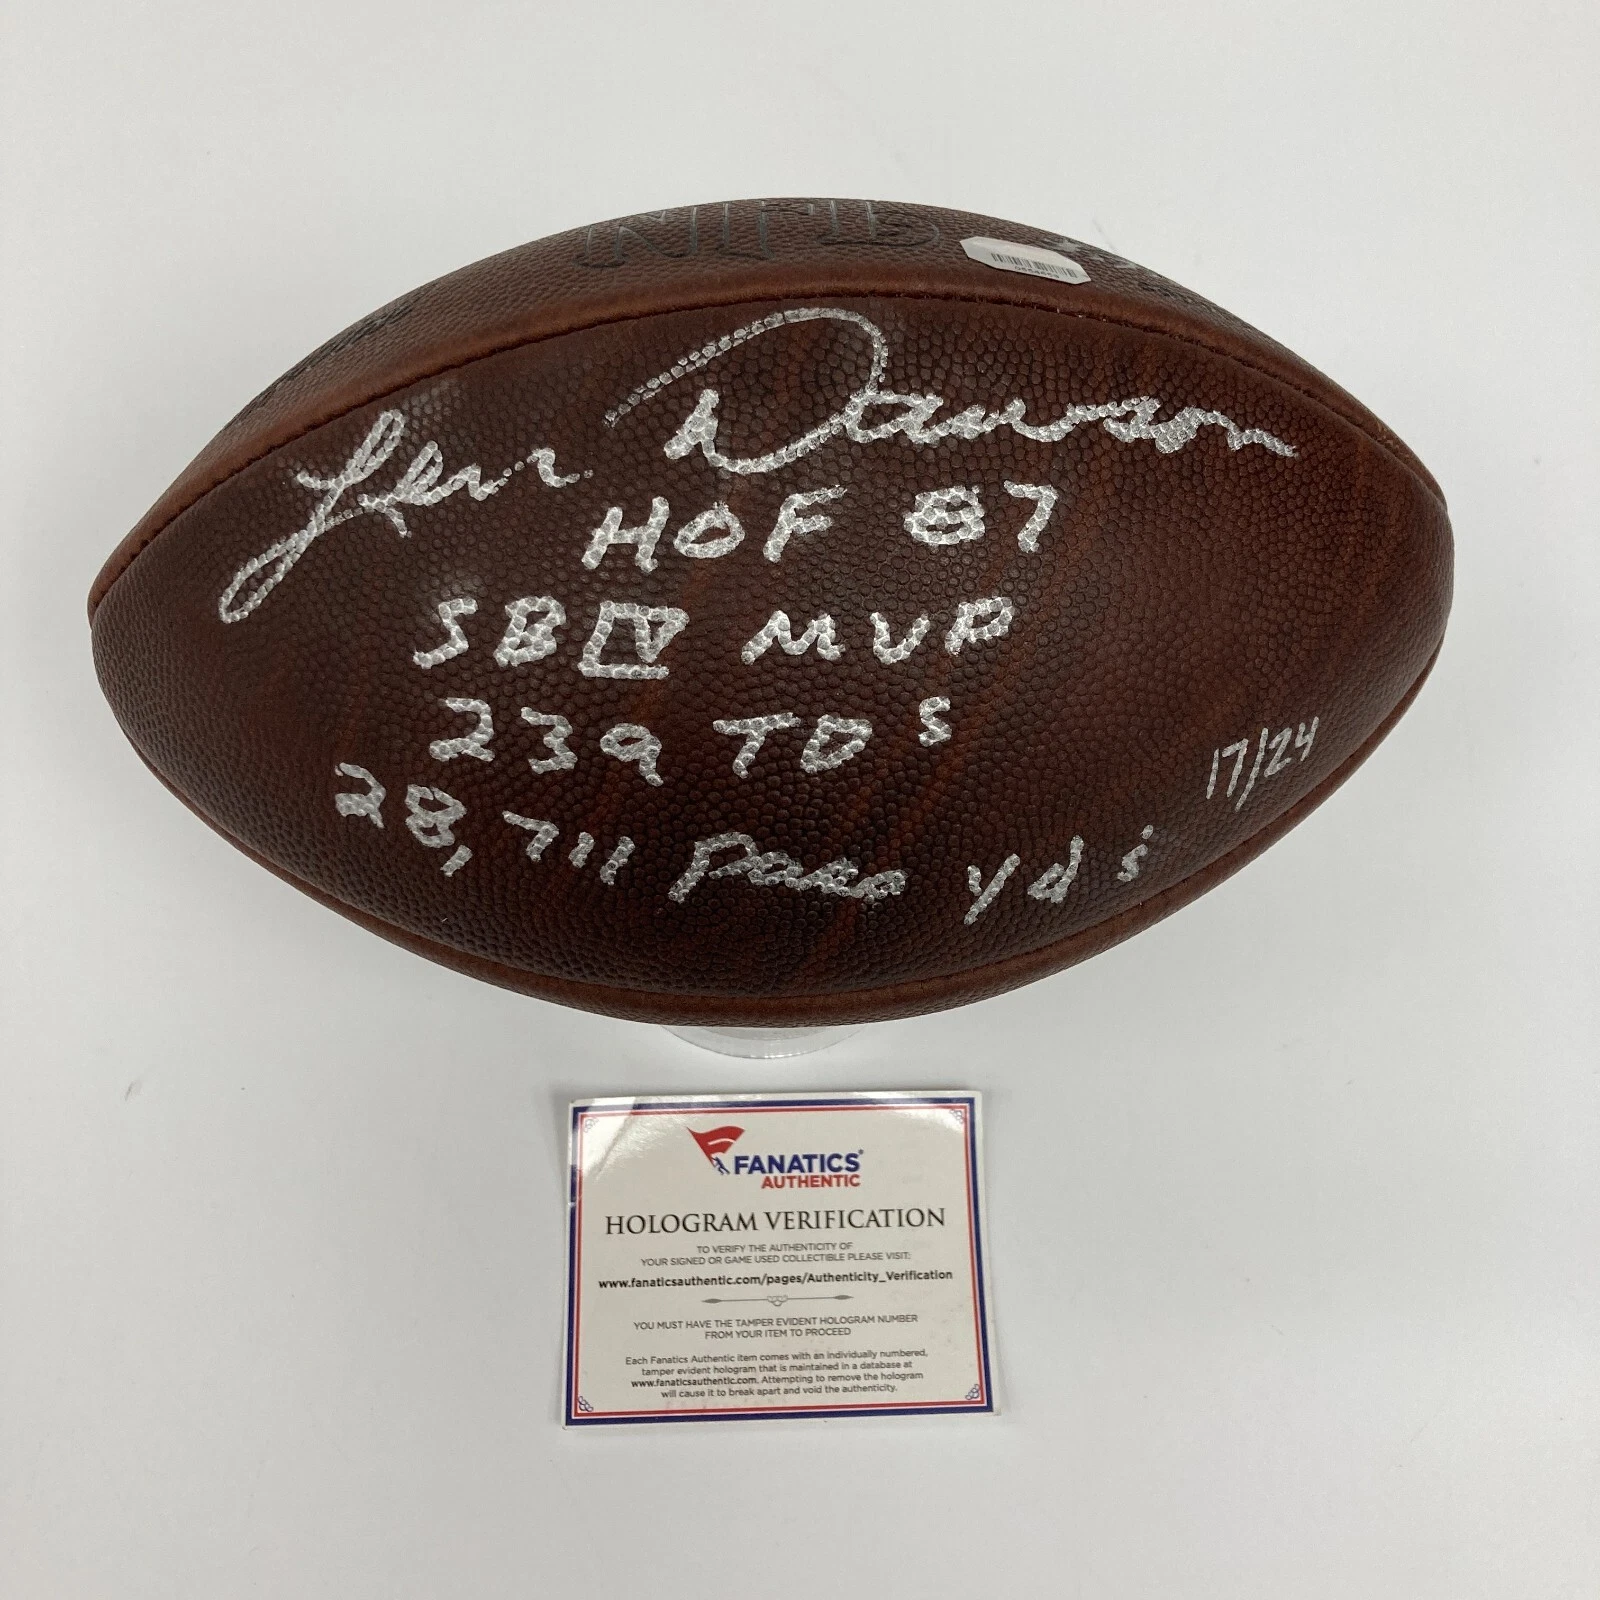 NFL
Len Dawson
HOF 87
SB IV MVP
239 TDs
17/24
28,711 Pass yds
FANATICS
AUTHENTIC
HOLOGRAM VERIFICATION
TO VERIFY THE AUTHENTICITY OF
YOUR SIGNED OR GAME USED COLLECTIBLE PLEASE VISIT:
www.fanaticsauthentic.com/pages/Authenticity_Verification
YOU MUST HAVE THE TAMPER EVIDENT HOLOGRAM NUMBER
FROM YOUR ITEM TO PROCEED
Each Fanatics Authentic item comes with an individually numbered,
tamper evident hologram that is maintained in a database at
www.fanaticsauthentic.com. Attempting to remove the hologram
will cause it to break apart and void the authenticity.